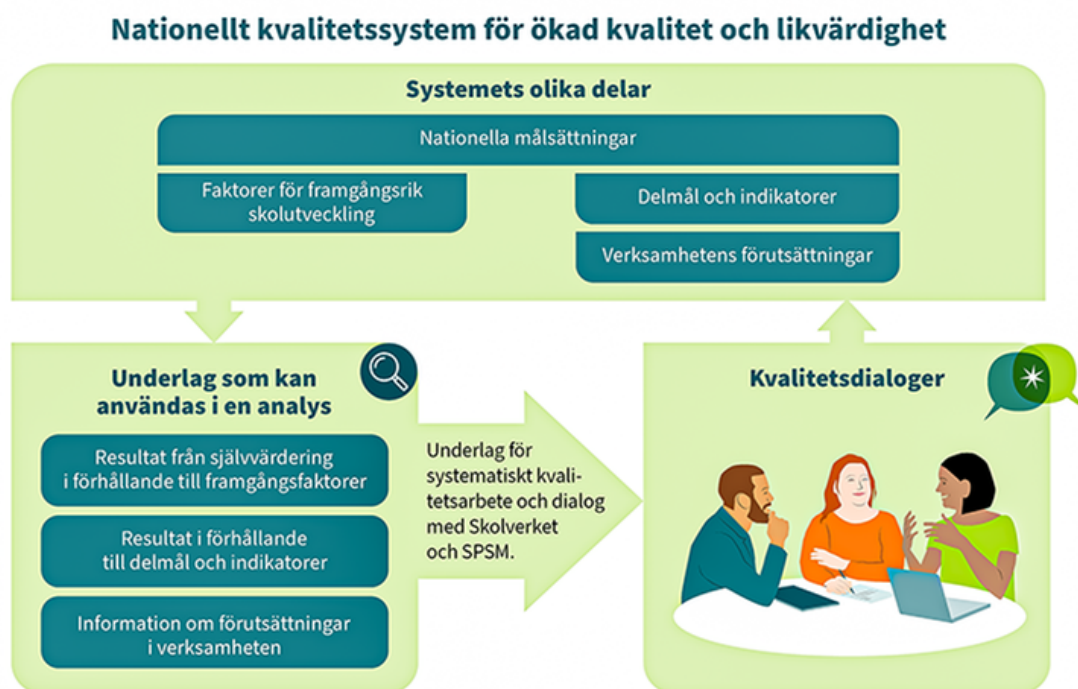 Nationellt kvalitetssystem för ökad kvalitet och likvärdighet
Systemets olika delar
Nationella målsättningar
Faktorer för framgångsrik
skolutveckling
Delmål och indikatorer
Verksamhetens förutsättningar
Underlag som kan
användas i en analys
Resultat från självvärdering
i förhållande till framgångsfaktorer
Resultat i förhållande
till delmål och indikatorer
Information om förutsättningar
i verksamheten
Underlag för
systematiskt kvali-
tetsarbete och dialog
med Skolverket
och SPSM.
Kvalitetsdialoger